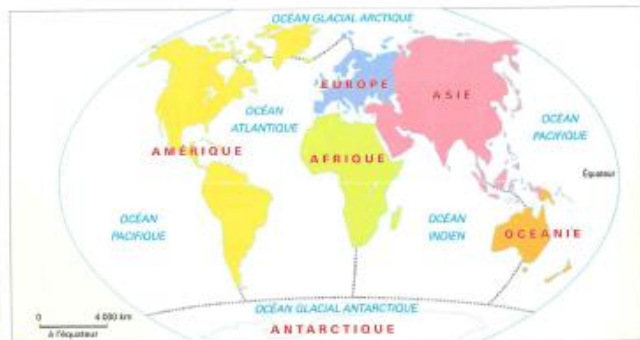 OCÉAN GLACIAL ARCTIQUE
EUROPE
ASIE
OCÉAN
ATLANTIQUE
OCÉAN
PACIFIQUE
AMÉRIQUE
AFRIQUE
Équateur
OCÉAN
PACIFIQUE
OCÉAN
INDIEN
OCÉANIE
OCÉAN GLACIAL ANTARCTIQUE
ANTARCTIQUE
0 4 000 km
à l'équateur